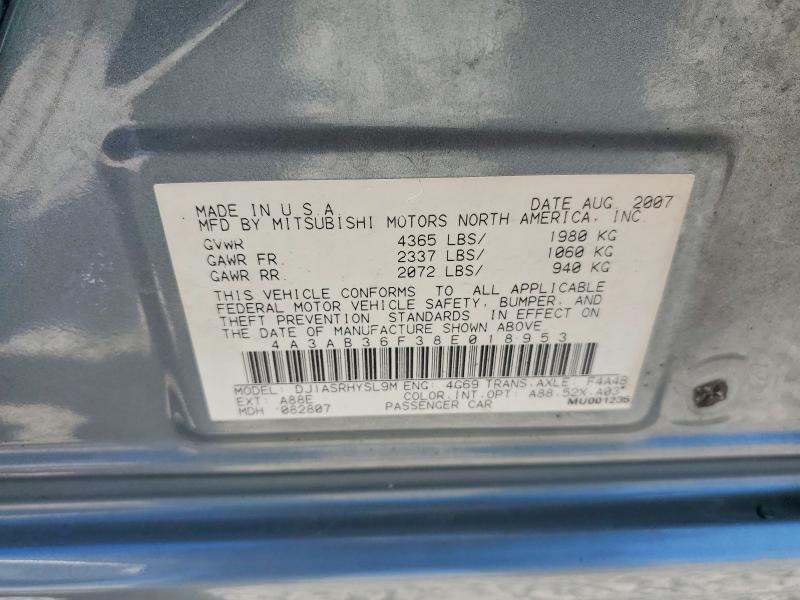 MADE IN U.S.A. DATE AUG. 2007
MFD BY MITSUBISHI MOTORS NORTH AMERICA, INC.
GVWR 4365 LBS/ 1980 KG
GAWR FR. 2337 LBS/ 1060 KG
GAWR RR. 2072 LBS/ 940 KG
THIS VEHICLE CONFORMS TO ALL APPLICABLE
FEDERAL MOTOR VEHICLE SAFETY, BUMPER, AND
THEFT PREVENTION STANDARDS IN EFFECT ON
THE DATE OF MANUFACTURE SHOWN ABOVE.
4A3AB36F38E018953
MODEL: DJ1ASRHYSL9M ENG: 4G69 TRANS.AXLE: F4A4B
EXT: A88E COLOR.INT.OPT: A88.52X.A03*
MDH :082807 PASSENGER CAR MU001235